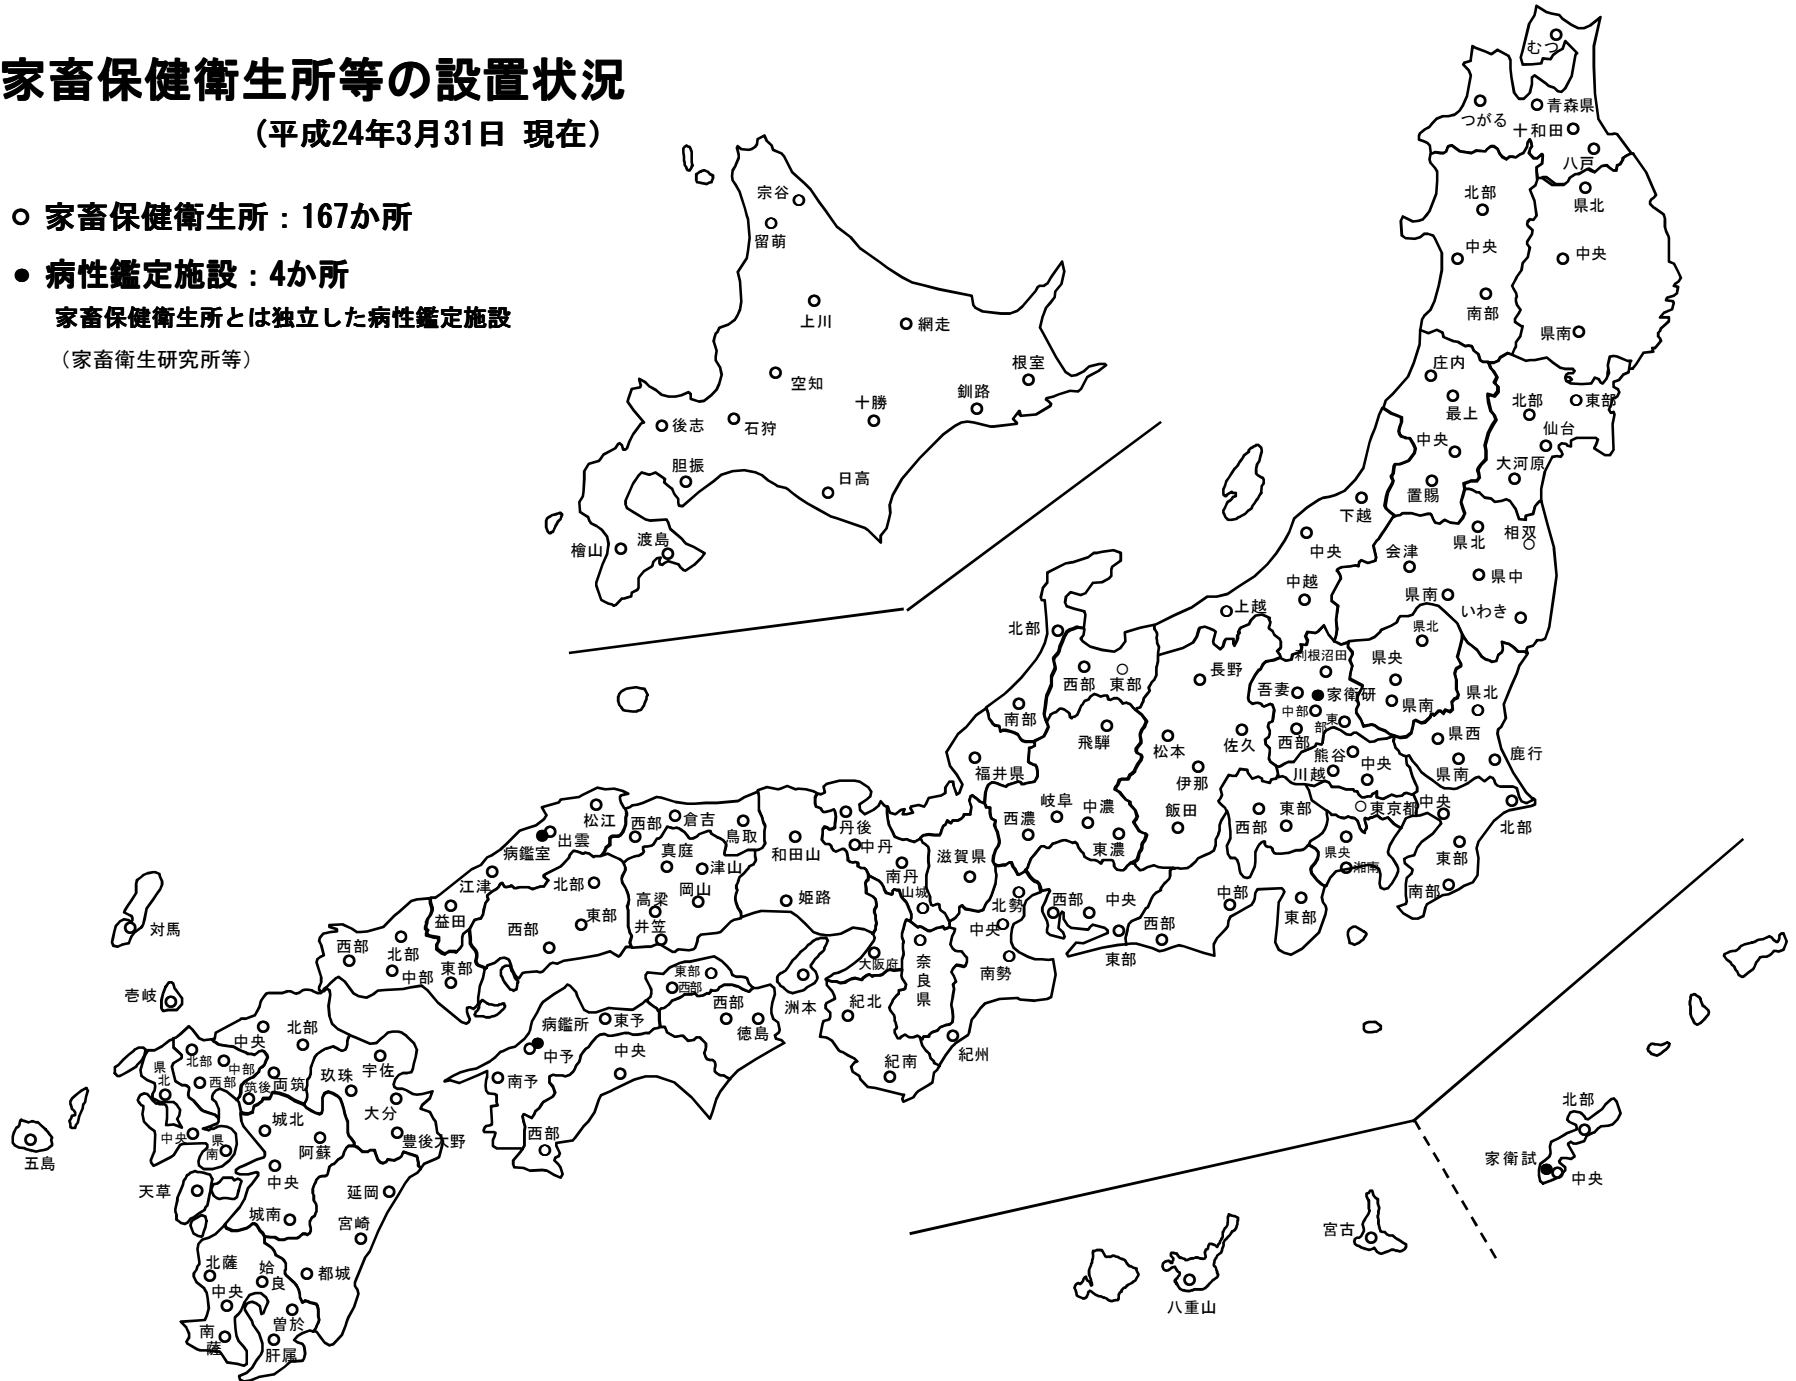 家畜保健衛生所等の設置状況
(平成24年3月31日 現在)
○ 家畜保健衛生所：167か所
● 病性鑑定施設：4か所
家畜保健衛生所とは独立した病性鑑定施設
（家畜衛生研究所等）
宗谷
留萌
上川
網走
根室
空知
釧路
十勝
後志
石狩
胆振
日高
檜山
渡島
むつ
つがる
青森県
十和田
八戸
北部
県北
中央
中央
南部
県南
庄内
最上
中央
置賜
北部
東部
仙台
大河原
下越
中央
中越
上越
会津
県北
相双
県中
県南
いわき
県北
県央
県南
利根沼田
吾妻
家衛研
中部
東
部
西部
県北
県西
県南
鹿行
熊谷
中央
川越
東京都
中央
北部
東部
南部
県央
湘南
北部
西部
東部
南部
長野
松本
佐久
伊那
飯田
飛騨
福井県
岐阜
中濃
西濃
東濃
西部
東部
中部
東部
西部
西部
中央
東部
滋賀県
北勢
中央
南勢
紀州
丹後
中丹
南丹
山城
大阪府
奈
良
県
紀北
紀南
和田山
姫路
洲本
鳥取
倉吉
西部
松江
出雲
病鑑室
江津
益田
真庭
津山
岡山
高梁
井笠
北部
東部
西部
西部
北部
中部
東部
東部
西部
西部
徳島
病鑑所
東予
中予
南予
中央
西部
対馬
壱岐
五島
中央
北部
筑後
両筑
北部
中部
西部
県
北
中央
県
南
玖珠
宇佐
大分
豊後大野
城北
阿蘇
中央
天草
城南
延岡
宮崎
都城
北薩
姶
良
中央
曽於
南
薩
肝属
北部
家衛試
中央
宮古
八重山